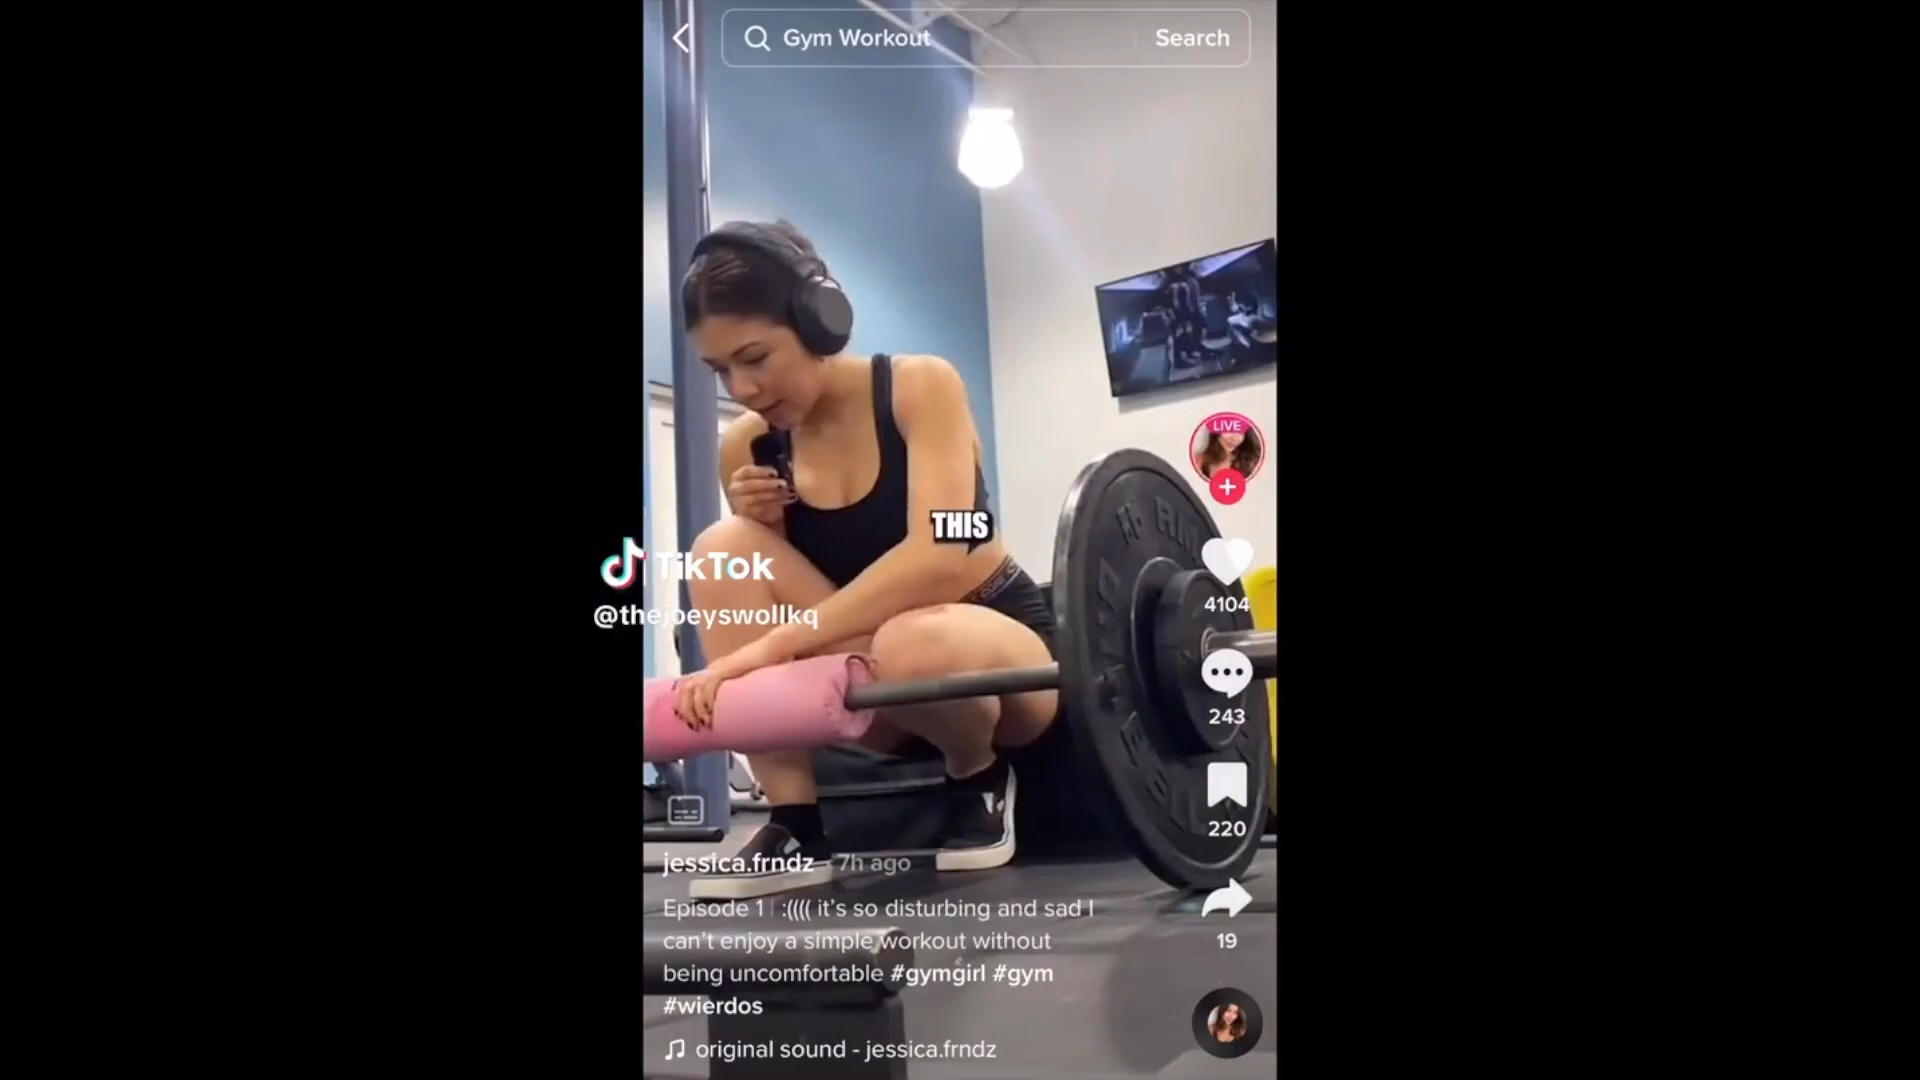 Gym Workout
Search
LIVE
THIS
TikTok
@thejoeyswollkq
4104
243
220
19
jessica.frndz · 7h ago
Episode 1 | :(((( it’s so disturbing and sad I
can’t enjoy a simple workout without
being uncomfortable #gymgirl #gym
#wierdos
original sound - jessica.frndz